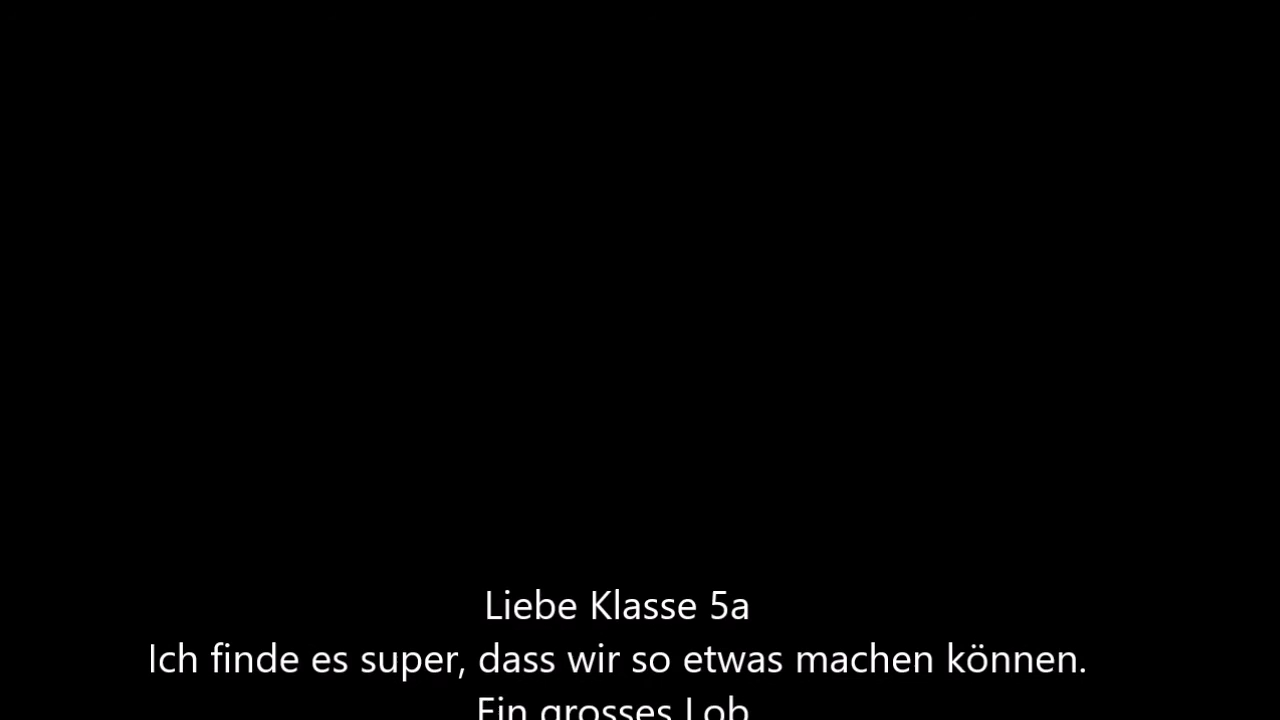 Liebe Klasse 5a
Ich finde es super, dass wir so etwas machen können.
Ein grosses Lob